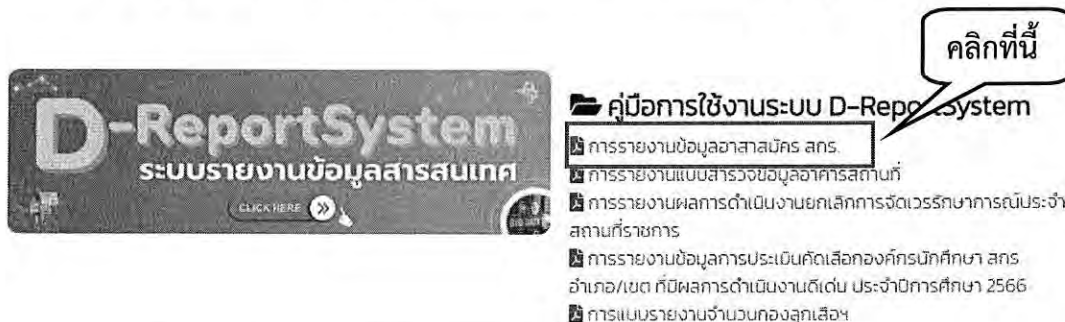 คลิกที่นี้
D-ReportSystem
ระบบรายงานข้อมูลสารสนเทศ
CLICK HERE
คู่มือการใช้งานระบบ D-ReportSystem
การรายงานข้อมูลอาสาสมัคร สกร.
การรายงานแบบสำรวจข้อมูลอาคารสถานที่
การรายงานผลการดำเนินงานยกเลิกการจัดเวรรักษาการณ์ประจำ
สถานที่ราชการ
การรายงานข้อมูลการประเมินคัดเลือกองค์กรนักศึกษา สกร
อำเภอ/เขต ที่มีผลการดำเนินงานดีเด่น ประจำปีการศึกษา 2566
การแบบรายงานจำนวนกองลูกเสือฯ